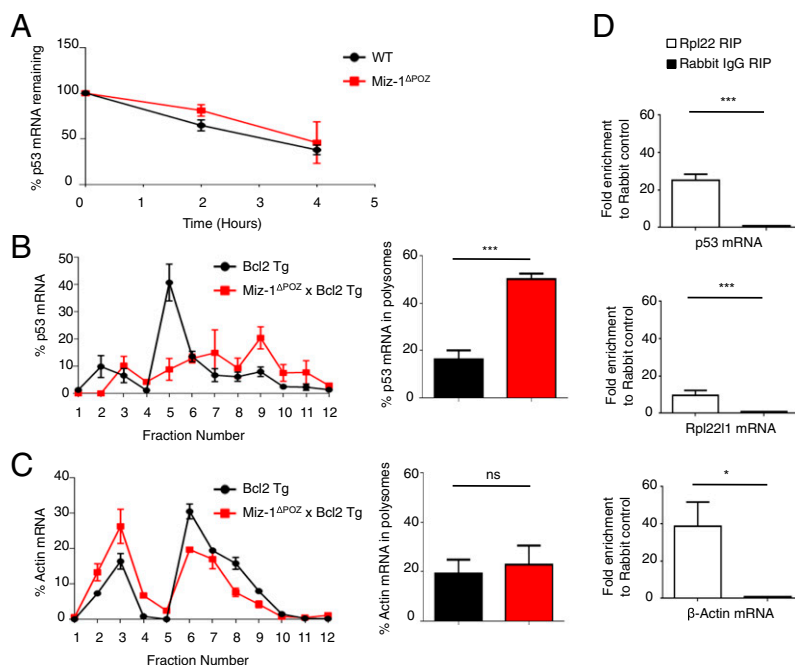 A
% p53 mRNA remaining
150
100
50
0
0 1 2 3 4 5
Time (Hours)
WT
Miz-1ΔPOZ
B
% p53 mRNA
50
40
30
20
10
0
1 2 3 4 5 6 7 8 9 10 11 12
Fraction Number
Bcl2 Tg
Miz-1ΔPOZ x Bcl2 Tg
% p53 mRNA in polysomes
60
40
20
0
***
C
% Actin mRNA
40
30
20
10
0
1 2 3 4 5 6 7 8 9 10 11 12
Fraction Number
Bcl2 Tg
Miz-1ΔPOZ x Bcl2 Tg
% Actin mRNA in polysomes
60
40
20
0
ns
D
Rpl22 RIP
Rabbit IgG RIP
Fold enrichment
to Rabbit control
60
40
20
0
***
p53 mRNA
Fold enrichment
to Rabbit control
60
40
20
0
***
Rpl22l1 mRNA
Fold enrichment
to Rabbit control
60
40
20
0
*
β-Actin mRNA